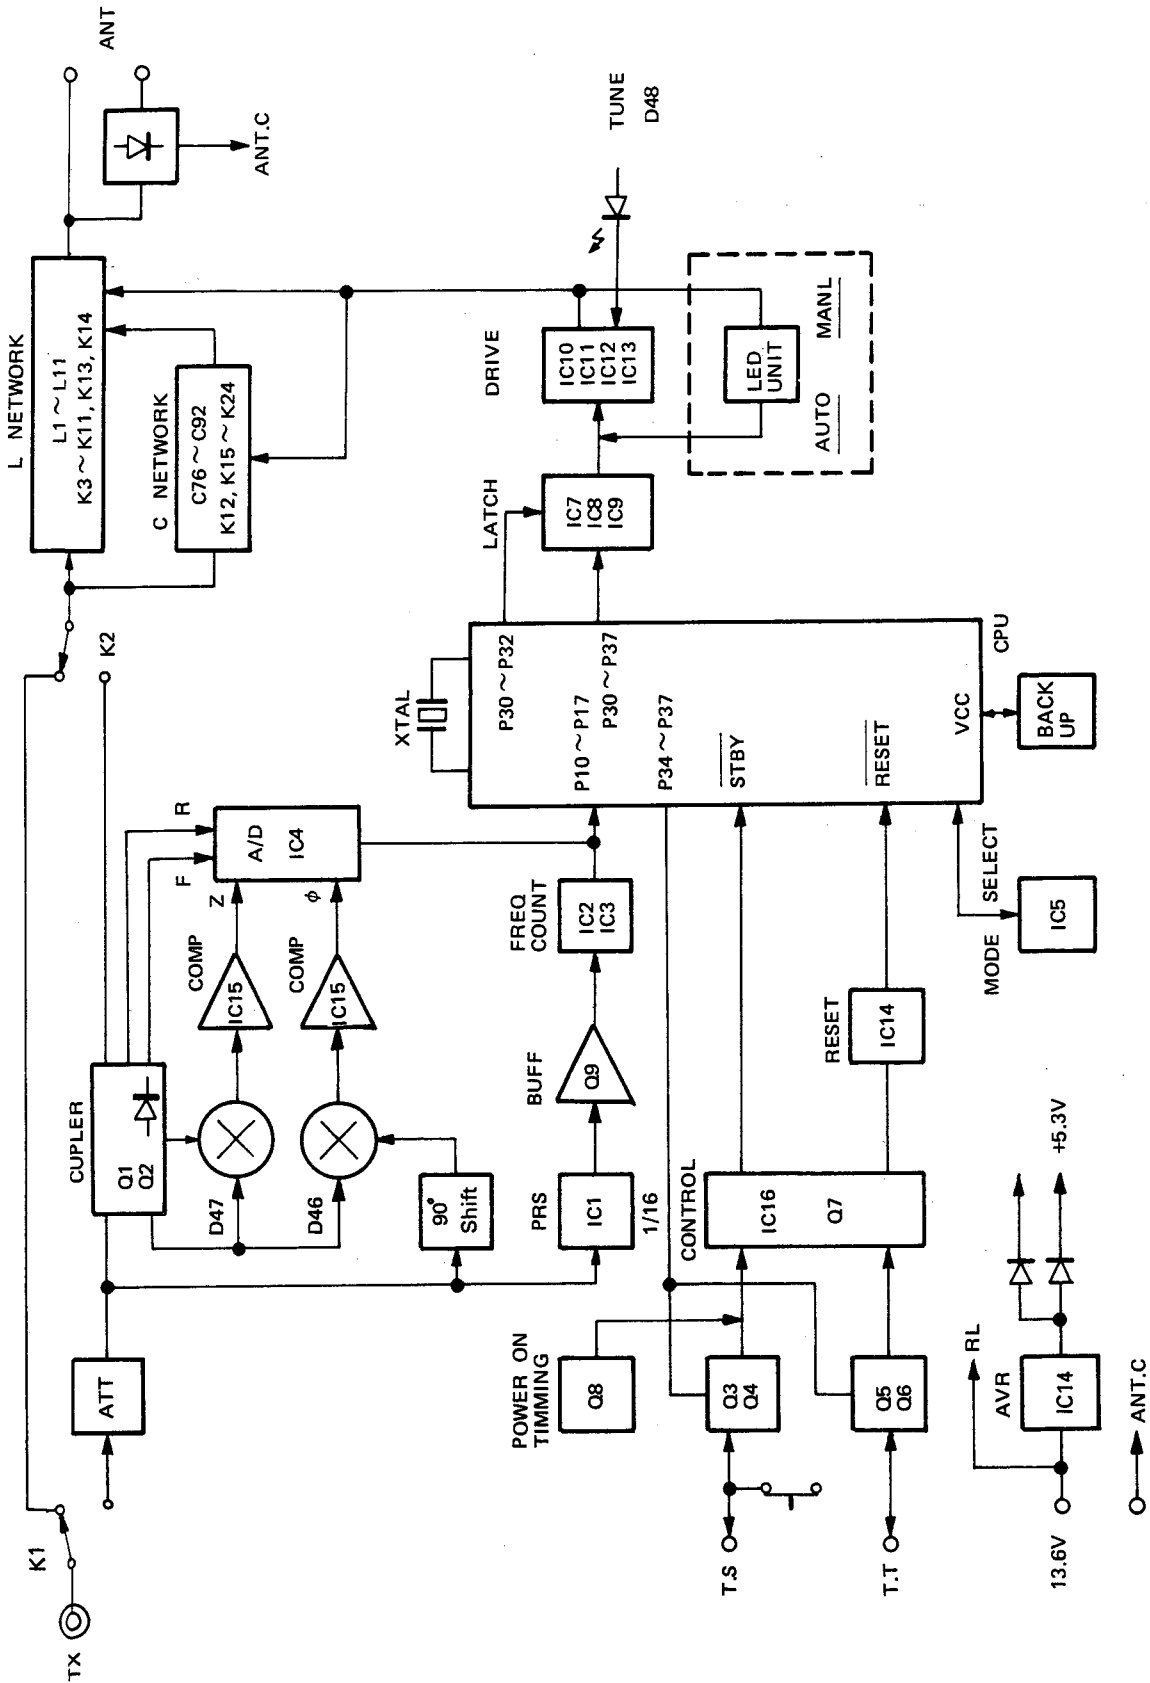 TX
K1
ATT
CUPLER
Q1
Q2
K2
L NETWORK
L1～L11
K3～K11, K13, K14
C NETWORK
C76～C92
K12, K15～K24
ANT
ANT.C
D47
D46
90°
Shift
COMP
IC15
COMP
IC15
Z
F
R
ϕ
A/D
IC4
PRS
IC1
1/16
BUFF
Q9
FREQ
COUNT
IC2
IC3
XTAL
P30～P32
P10～P17
P30～P37
P34～P37
STBY
RESET
VCC
CPU
LATCH
IC7
IC8
IC9
DRIVE
IC10
IC11
IC12
IC13
TUNE
D48
LED
UNIT
AUTO
MANL
POWER ON
TIMMING
Q8
CONTROL
IC16
Q7
T.S
Q3
Q4
T.T
Q5
Q6
RESET
IC14
MODE SELECT
IC5
BACK
UP
13.6V
RL
AVR
IC14
+5.3V
ANT.C